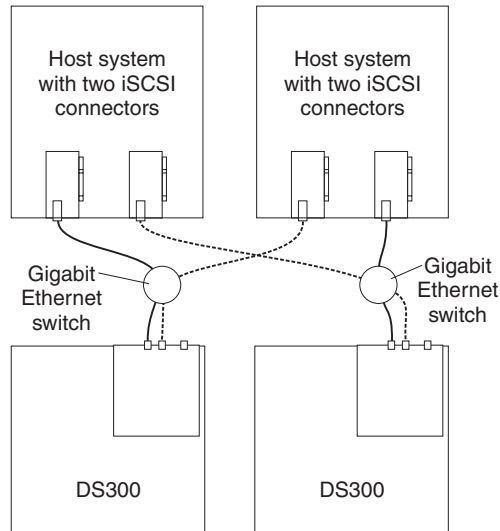 Host system
with two iSCSI
connectors
Host system
with two iSCSI
connectors
Gigabit
Ethernet
switch
Gigabit
Ethernet
switch
DS300
DS300